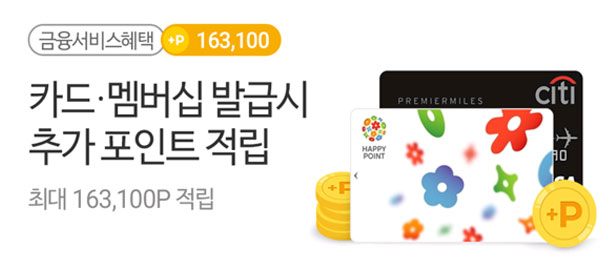 금융서비스혜택
+P 163,100
카드·멤버십 발급시
추가 포인트 적립
최대 163,100P 적립
PREMIERMILES
citi
HAPPY
POINT
+P
+P